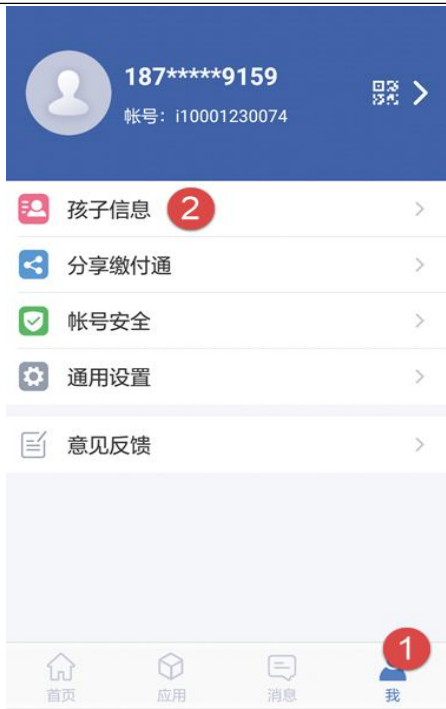 187*****9159
帐号：i10001230074
孩子信息 2
分享缴付通
帐号安全
通用设置
意见反馈
1
首页 应用 消息 我